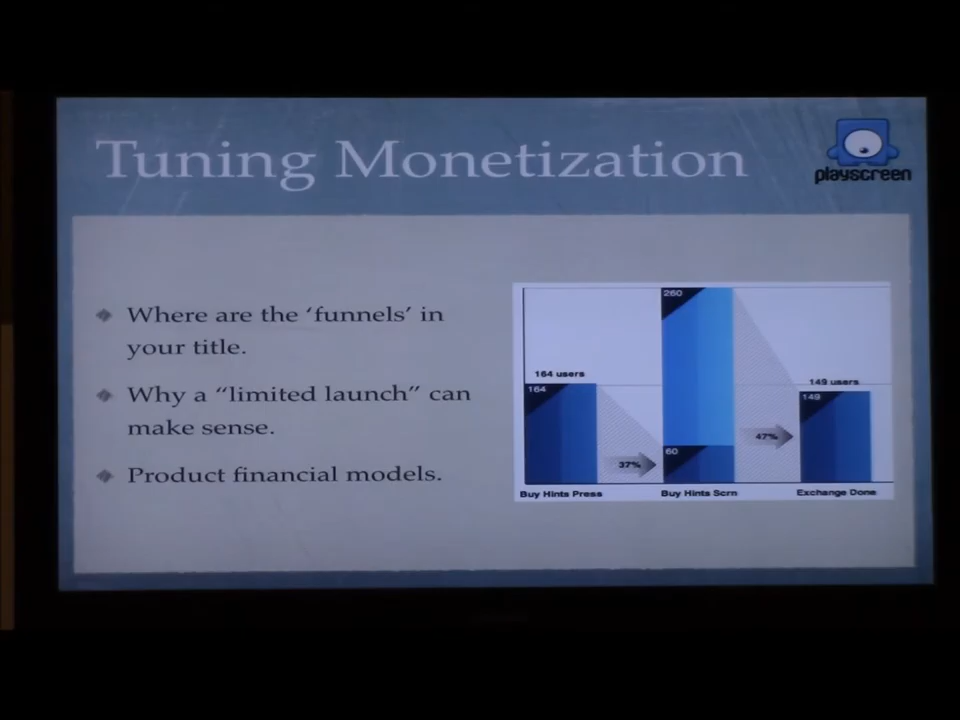 Tuning Monetization
playscreen
Where are the ‘funnels’ in
your title.
Why a “limited launch” can
make sense.
Product financial models.
260
164 users
164
149 users
149
37%
47%
60
Buy Hints Press
Buy Hints Scrn
Exchange Done